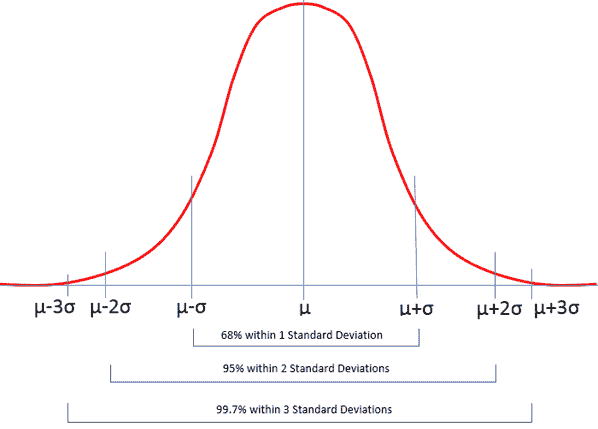 μ-3σ μ-2σ μ-σ μ μ+σ μ+2σ μ+3σ
68% within 1 Standard Deviation
95% within 2 Standard Deviations
99.7% within 3 Standard Deviations